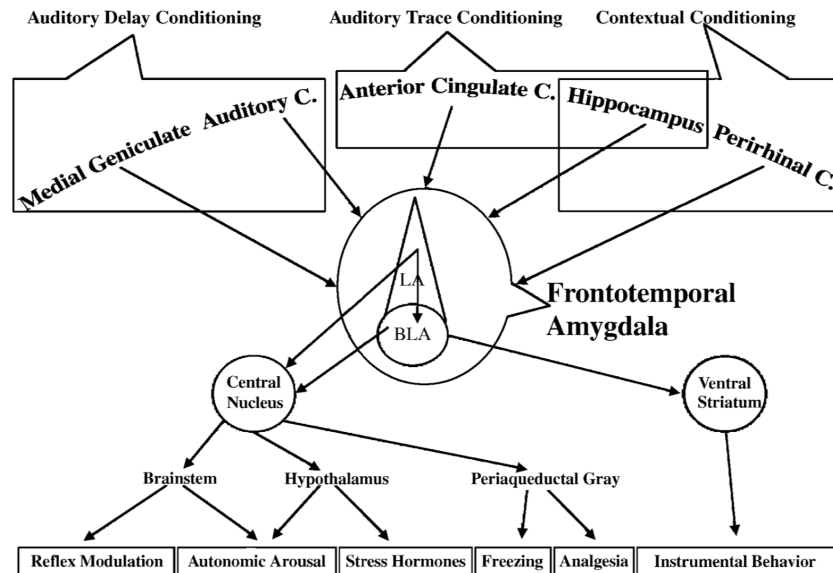 Auditory Delay Conditioning
Auditory Trace Conditioning
Contextual Conditioning
Medial Geniculate
Auditory C.
Anterior Cingulate C.
Hippocampus
Perirhinal C.
LA
BLA
Frontotemporal
Amygdala
Central
Nucleus
Ventral
Striatum
Brainstem
Hypothalamus
Periaqueductal Gray
Reflex Modulation
Autonomic Arousal
Stress Hormones
Freezing
Analgesia
Instrumental Behavior